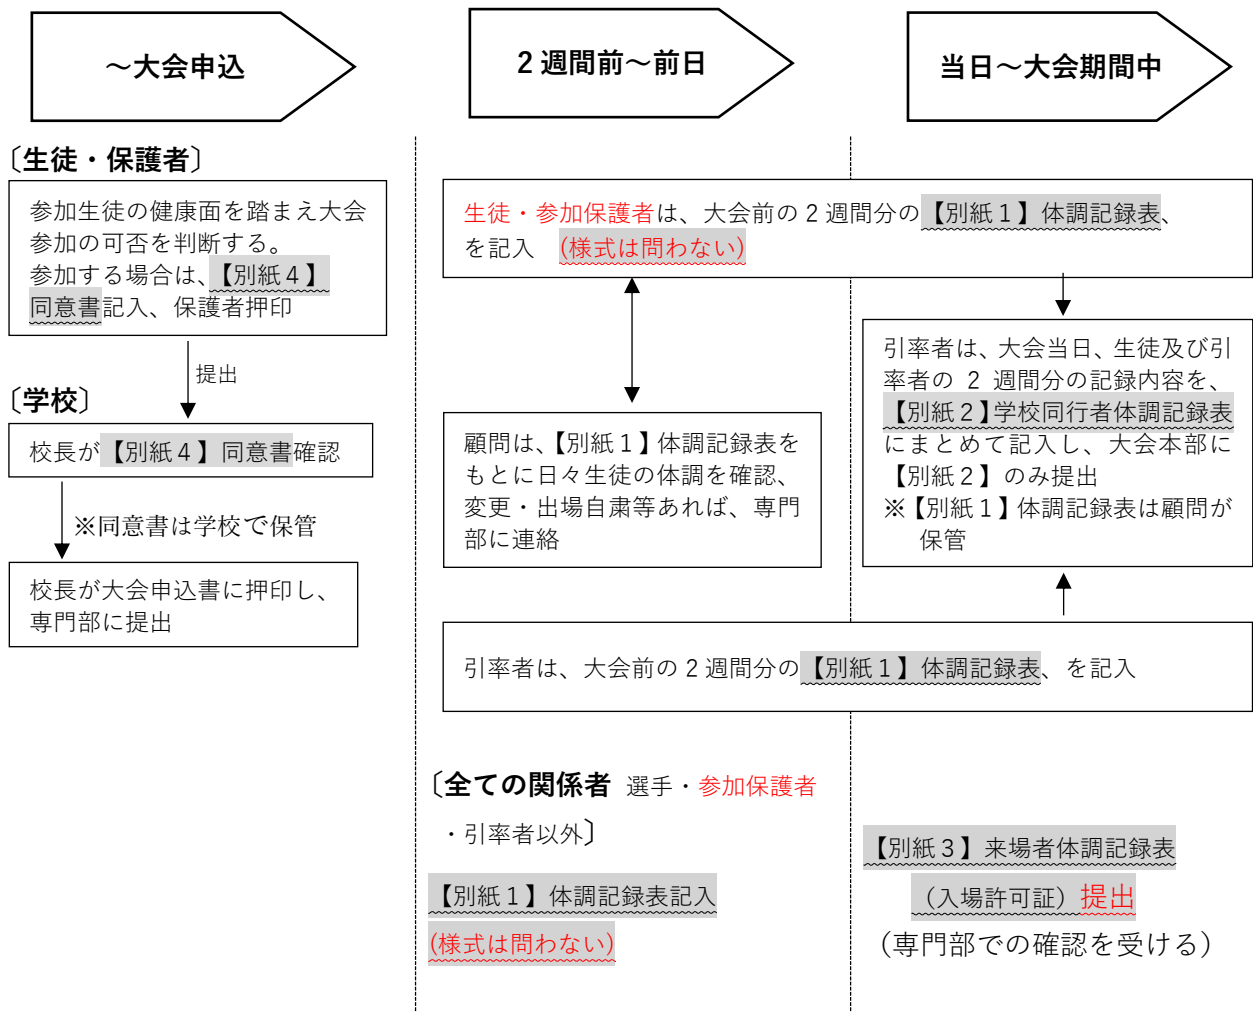 ～大会申込
２週間前～前日
当日～大会期間中
〔生徒・保護者〕
参加生徒の健康面を踏まえ大会
参加の可否を判断する。
参加する場合は、【別紙４】
同意書記入、保護者押印
提出
〔学校〕
校長が【別紙４】同意書確認
※同意書は学校で保管
校長が大会申込書に押印し、
専門部に提出
生徒・参加保護者は、大会前の２週間分の【別紙１】体調記録表、
を記入　(様式は問わない)
顧問は、【別紙１】体調記録表を
もとに日々生徒の体調を確認、
変更・出場自粛等あれば、専門
部に連絡
引率者は、大会当日、生徒及び引
率者の ２ 週間分の記録内容を、
【別紙２】学校同行者体調記録表
にまとめて記入し、大会本部に
【別紙２】のみ提出
※【別紙１】体調記録表は顧問が
保管
引率者は、大会前の２週間分の【別紙１】体調記録表、を記入
〔全ての関係者 選手・参加保護者
・引率者以外〕
【別紙１】体調記録表記入
(様式は問わない)
【別紙３】来場者体調記録表
（入場許可証）提出
（専門部での確認を受ける）